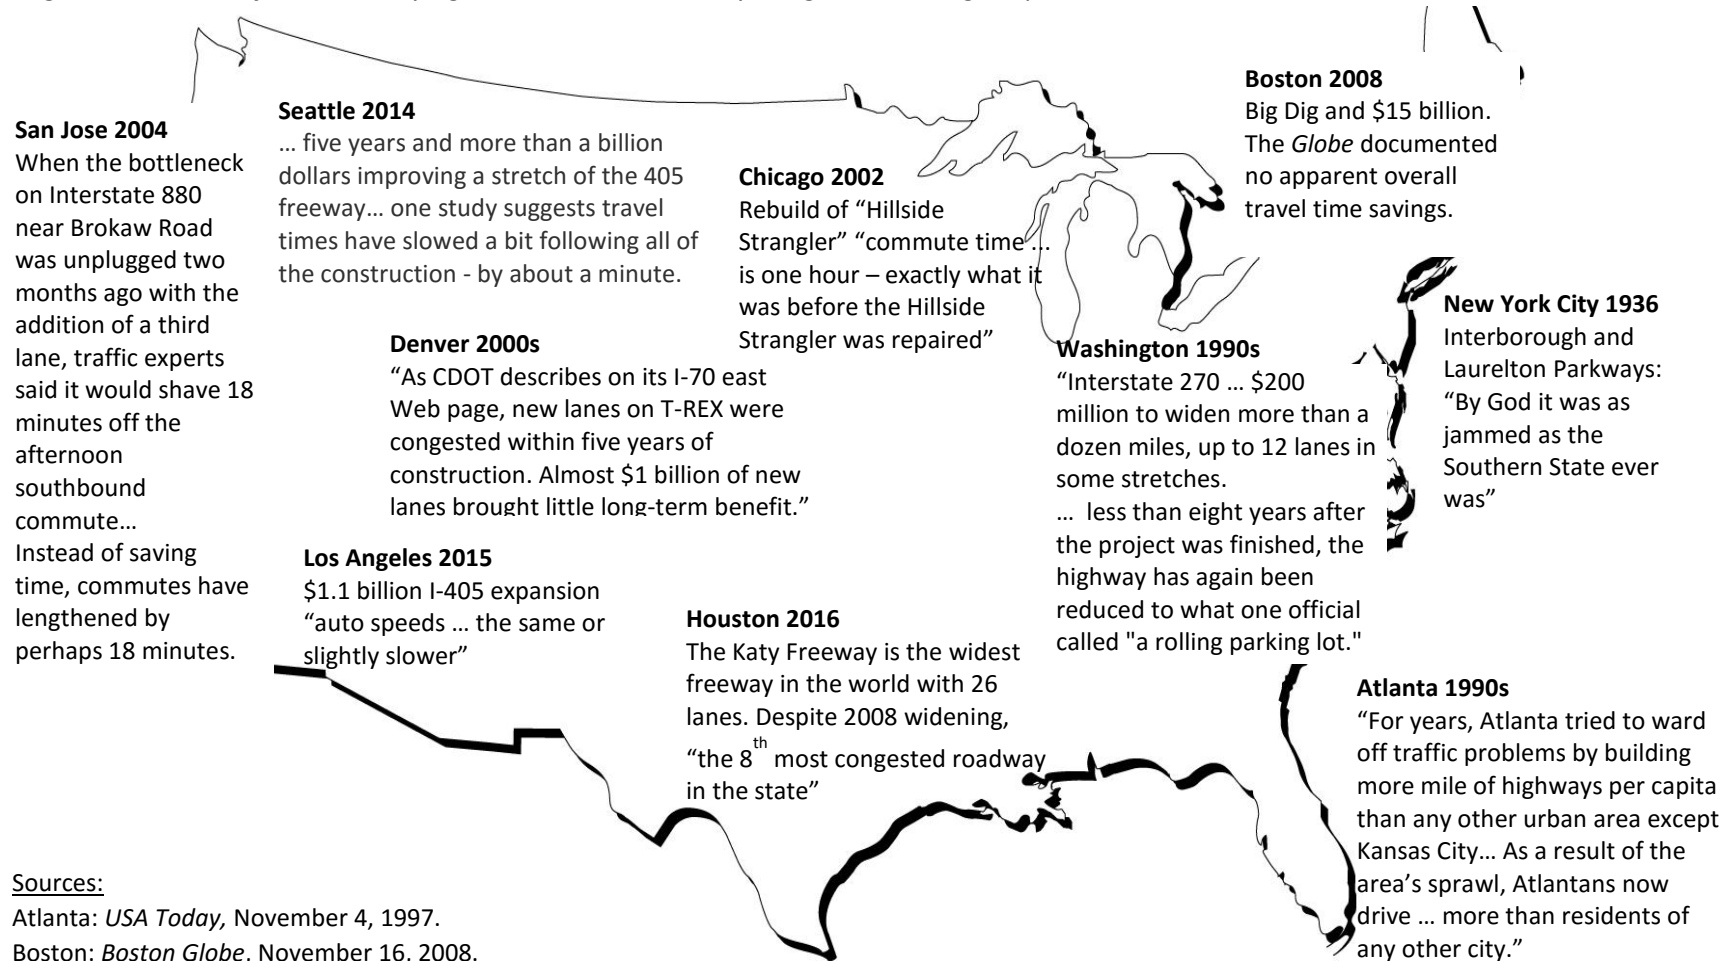 San Jose 2004
When the bottleneck
on Interstate 880
near Brokaw Road
was unplugged two
months ago with the
addition of a third
lane, traffic experts
said it would shave 18
minutes off the
afternoon
southbound
commute…
Instead of saving
time, commutes have
lengthened by
perhaps 18 minutes.
Seattle 2014
… five years and more than a billion
dollars improving a stretch of the 405
freeway… one study suggests travel
times have slowed a bit following all of
the construction - by about a minute.
Chicago 2002
Rebuild of “Hillside
Strangler” “commute time …
is one hour – exactly what it
was before the Hillside
Strangler was repaired”
Boston 2008
Big Dig and $15 billion.
The Globe documented
no apparent overall
travel time savings.
New York City 1936
Interborough and
Laurelton Parkways:
“By God it was as
jammed as the
Southern State ever
was”
Denver 2000s
“As CDOT describes on its I-70 east
Web page, new lanes on T-REX were
congested within five years of
construction. Almost $1 billion of new
lanes brought little long-term benefit.”
Washington 1990s
“Interstate 270 … $200
million to widen more than a
dozen miles, up to 12 lanes in
some stretches.
… less than eight years after
the project was finished, the
highway has again been
reduced to what one official
called "a rolling parking lot."
Los Angeles 2015
$1.1 billion I-405 expansion
“auto speeds … the same or
slightly slower”
Houston 2016
The Katy Freeway is the widest
freeway in the world with 26
lanes. Despite 2008 widening,
“the 8th most congested roadway
in the state”
Atlanta 1990s
“For years, Atlanta tried to ward
off traffic problems by building
more mile of highways per capita
than any other urban area except
Kansas City… As a result of the
area’s sprawl, Atlantans now
drive … more than residents of
any other city.”
Sources:
Atlanta: USA Today, November 4, 1997.
Boston: Boston Globe, November 16, 2008.